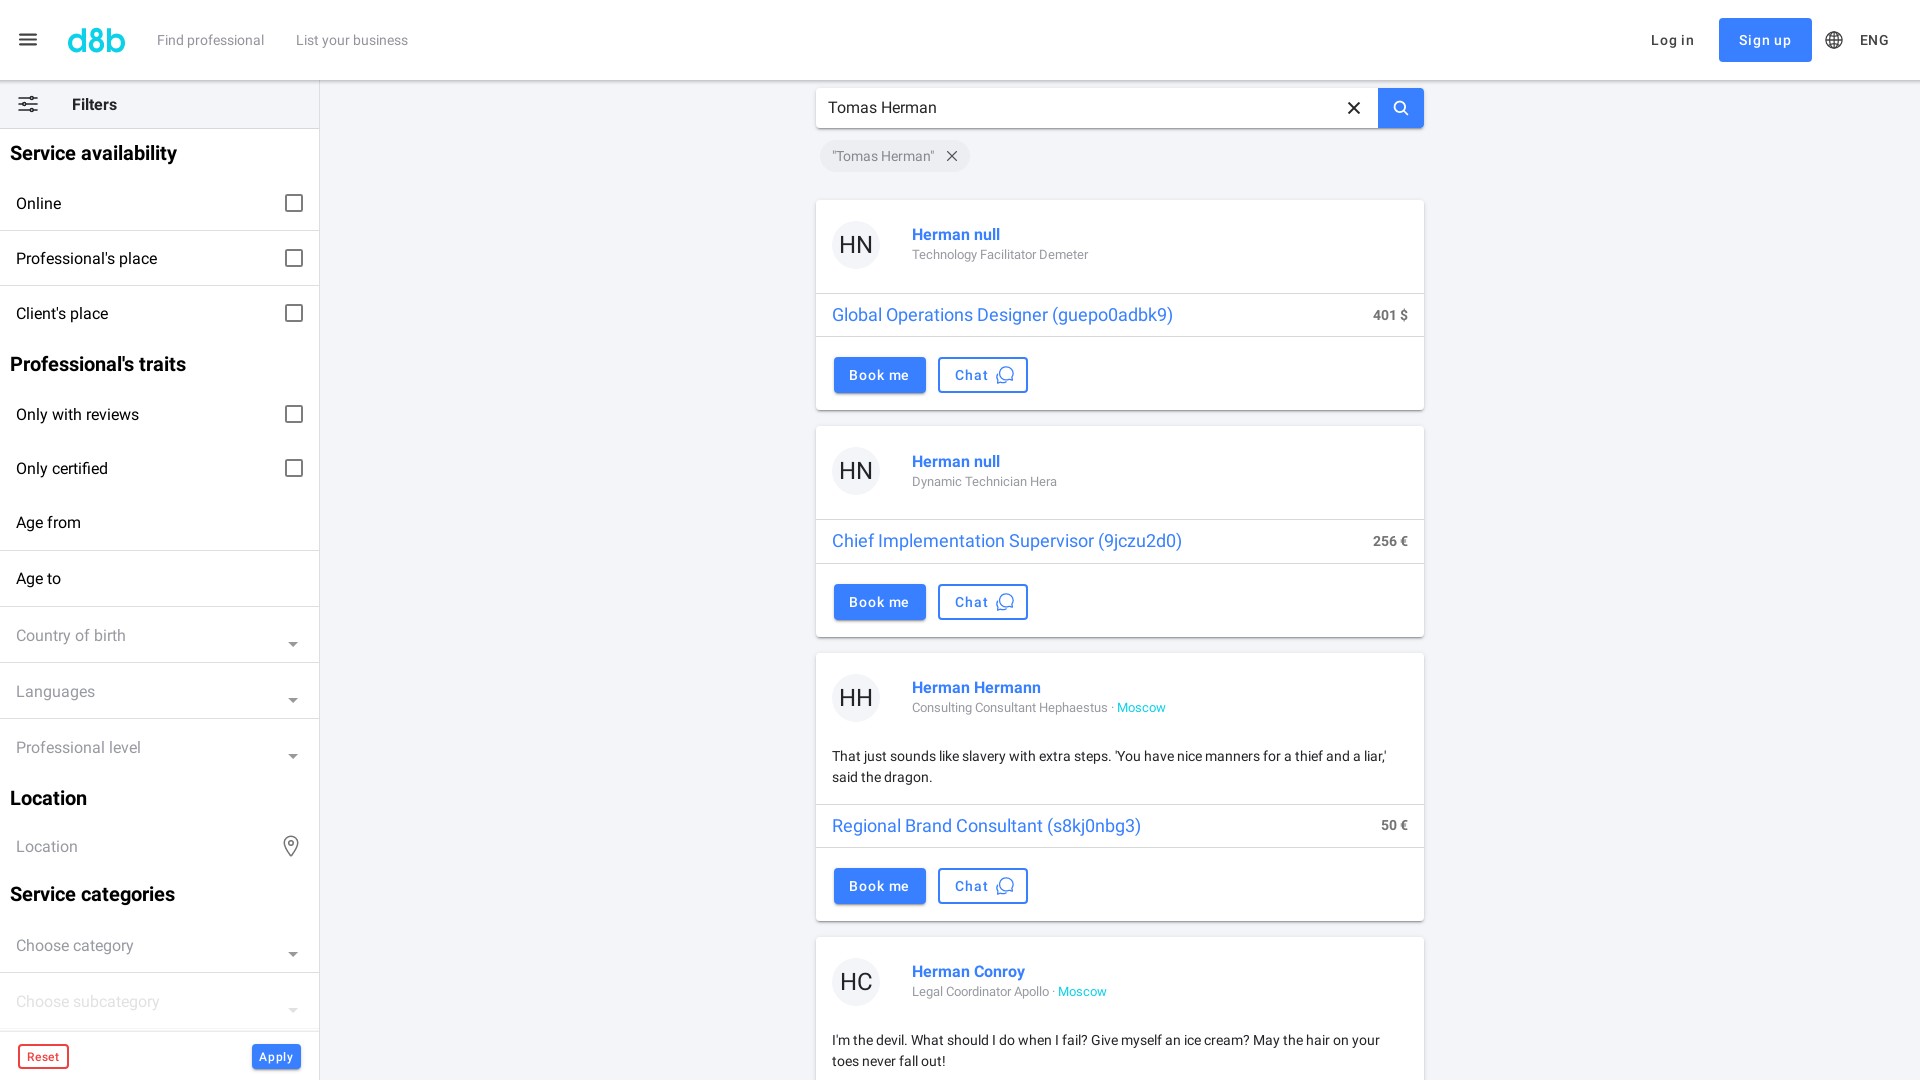 d8b
Find professional
List your business
Log in
Sign up
ENG
Filters
Service availability
Online
Professional's place
Client's place
Professional's traits
Only with reviews
Only certified
Age from
Age to
Country of birth
Languages
Professional level
Location
Location
Service categories
Choose category
Choose subcategory
Reset
Apply
Tomas Herman
"Tomas Herman"
HN
Herman null
Technology Facilitator Demeter
Global Operations Designer (guepo0adbk9)
401 $
Book me
Chat
HN
Herman null
Dynamic Technician Hera
Chief Implementation Supervisor (9jczu2d0)
256 €
Book me
Chat
HH
Herman Hermann
Consulting Consultant Hephaestus · Moscow
That just sounds like slavery with extra steps. 'You have nice manners for a thief and a liar,'
said the dragon.
Regional Brand Consultant (s8kj0nbg3)
50 €
Book me
Chat
HC
Herman Conroy
Legal Coordinator Apollo · Moscow
I'm the devil. What should I do when I fail? Give myself an ice cream? May the hair on your
toes never fall out!